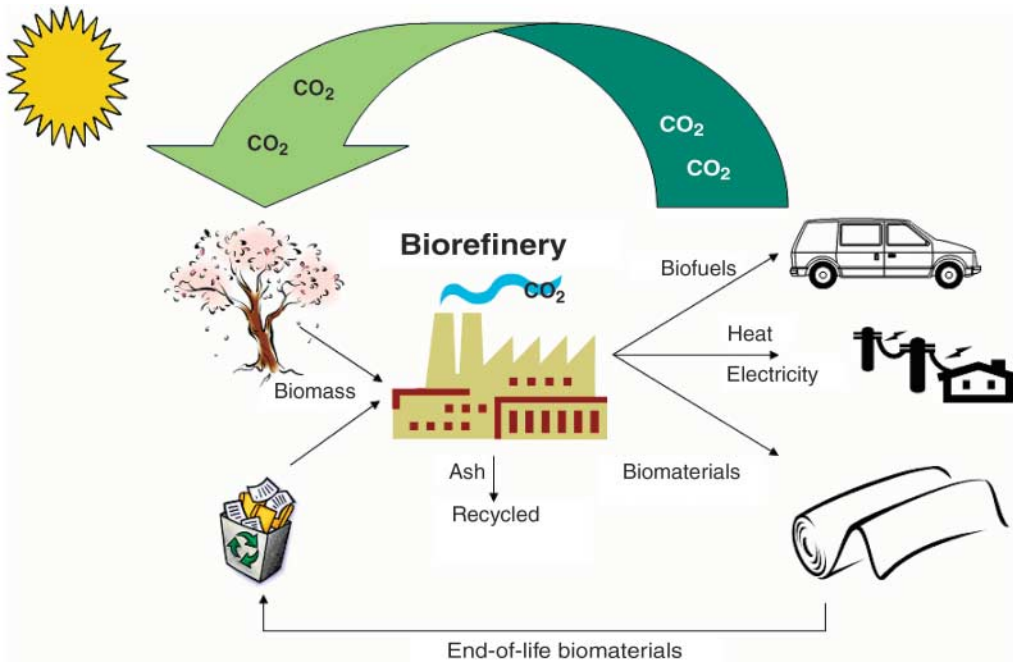 CO₂
CO₂
CO₂
CO₂
Biorefinery
CO₂
Biofuels
Heat
Electricity
Biomass
Ash
Recycled
Biomaterials
End-of-life biomaterials